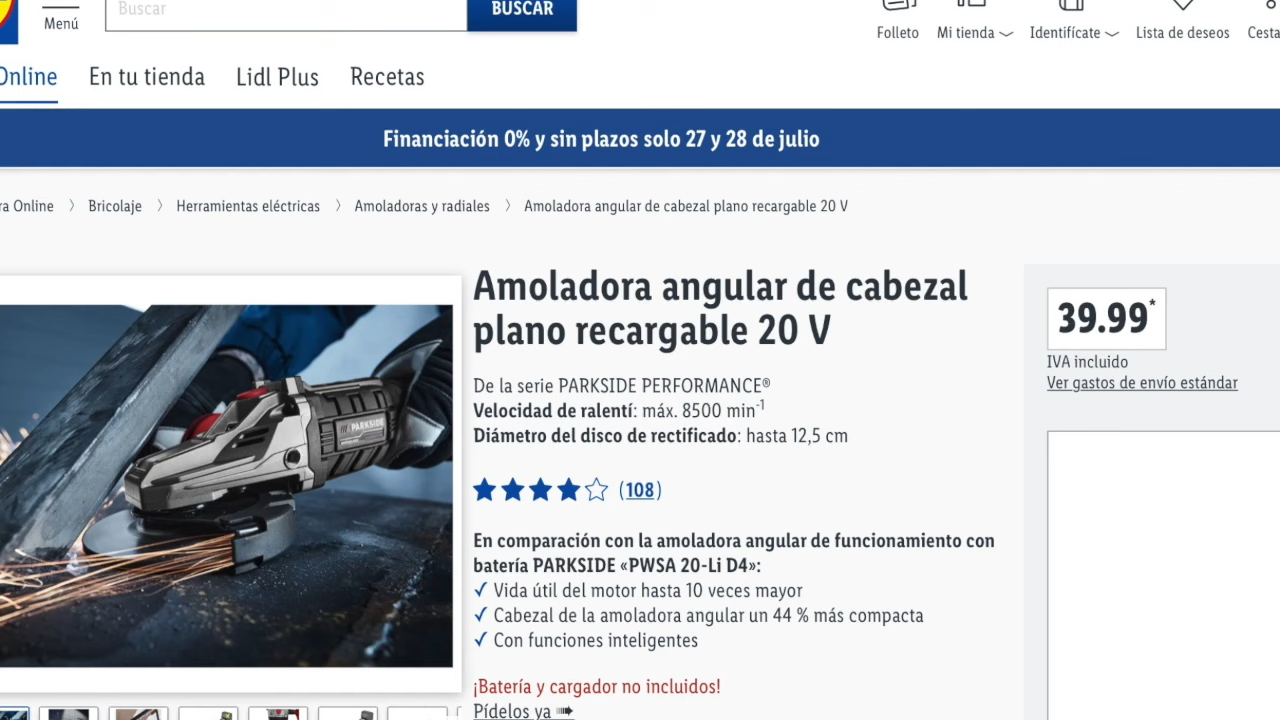 Menú
Buscar
BUSCAR
Folleto
Mi tienda
Identifícate
Lista de deseos
Cesta
Online
En tu tienda
Lidl Plus
Recetas
Financiación 0% y sin plazos solo 27 y 28 de julio
ra Online > Bricolaje > Herramientas eléctricas > Amoladoras y radiales > Amoladora angular de cabezal plano recargable 20 V
Amoladora angular de cabezal
plano recargable 20 V
39.99*
IVA incluido
Ver gastos de envío estándar
De la serie PARKSIDE PERFORMANCE®
Velocidad de ralentí: máx. 8500 min-1
Diámetro del disco de rectificado: hasta 12,5 cm
(108)
PARKSIDE
En comparación con la amoladora angular de funcionamiento con
batería PARKSIDE «PWSA 20-Li D4»:
✓ Vida útil del motor hasta 10 veces mayor
✓ Cabezal de la amoladora angular un 44 % más compacta
✓ Con funciones inteligentes
¡Batería y cargador no incluidos!
Pídelos ya ➠